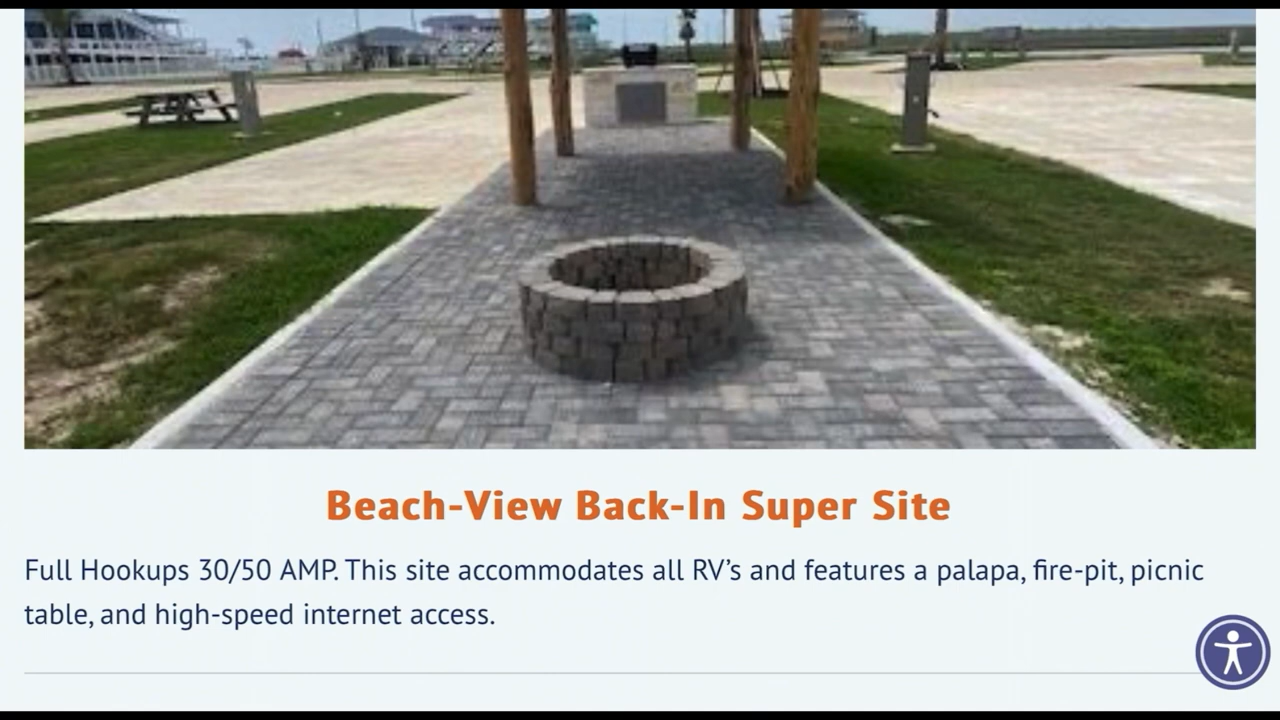 Beach-View Back-In Super Site
Full Hookups 30/50 AMP. This site accommodates all RV’s and features a palapa, fire-pit, picnic
table, and high-speed internet access.